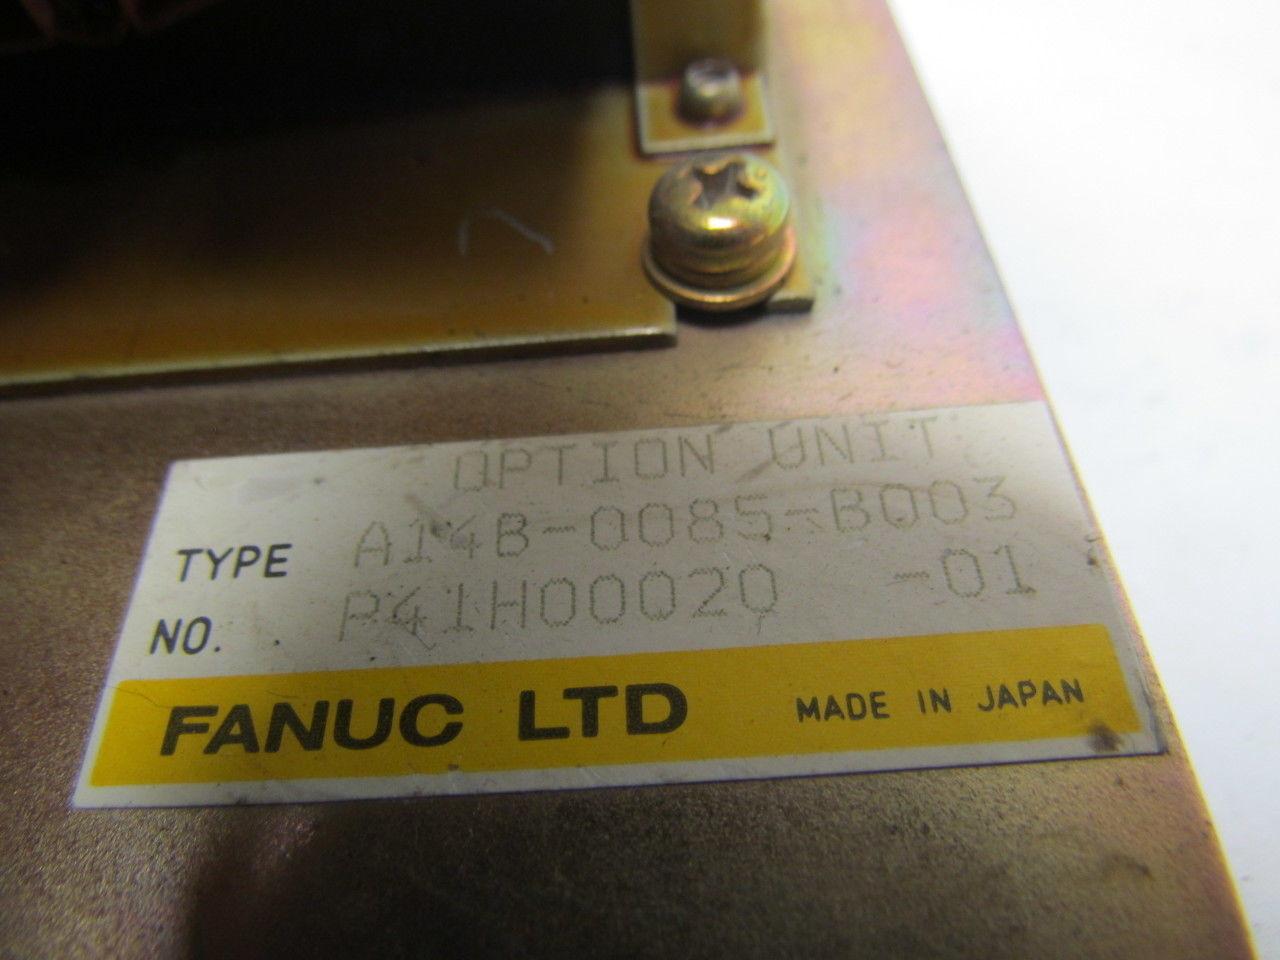 OPTION UNIT
TYPE A14B-0085-B003
NO. P41H00020 -01
FANUC LTD MADE IN JAPAN